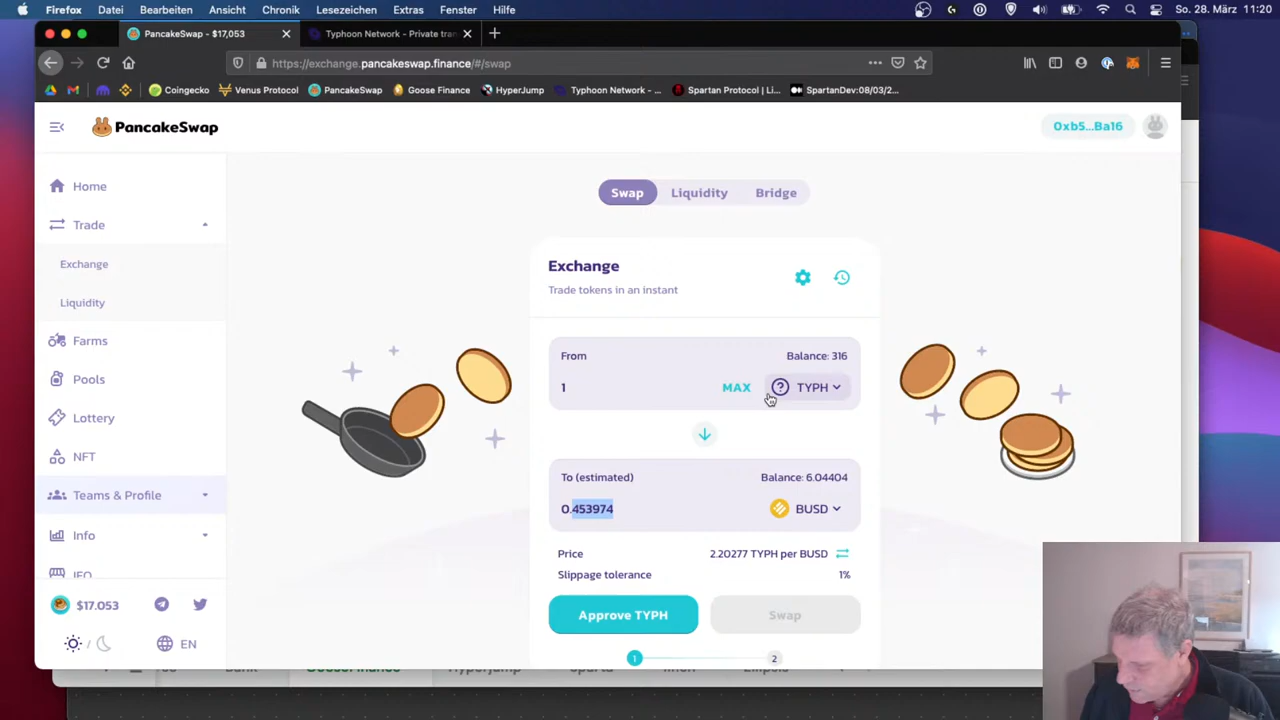 Firefox Datei Bearbeiten Ansicht Chronik Lesezeichen Extras Fenster Hilfe So. 28. März 11:20
PancakeSwap - $17,053 Typhoon Network - Private tran
https://exchange.pancakeswap.finance/#/swap
Coingecko Venus Protocol PancakeSwap Goose Finance HyperJump Typhoon Network - ... Spartan Protocol | Li... SpartanDev:08/03/2...
PancakeSwap 0xb5...Ba16
Home
Trade
Exchange
Liquidity
Farms
Pools
Lottery
NFT
Teams & Profile
Info
IFO
$17.053
/ EN
Swap Liquidity Bridge
Exchange
Trade tokens in an instant
From Balance: 316
1 MAX TYPH
To (estimated) Balance: 6.04404
0.453974 BUSD
Price 2.20277 TYPH per BUSD
Slippage tolerance 1%
Approve TYPH Swap
1 2